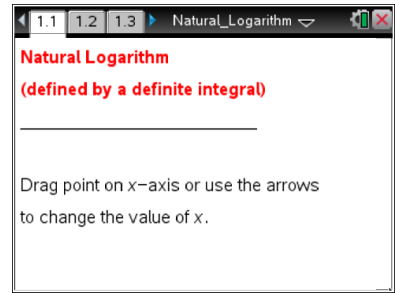 1.1 1.2 1.3 Natural_Logarithm
Natural Logarithm
(defined by a definite integral)
Drag point on x–axis or use the arrows
to change the value of x.